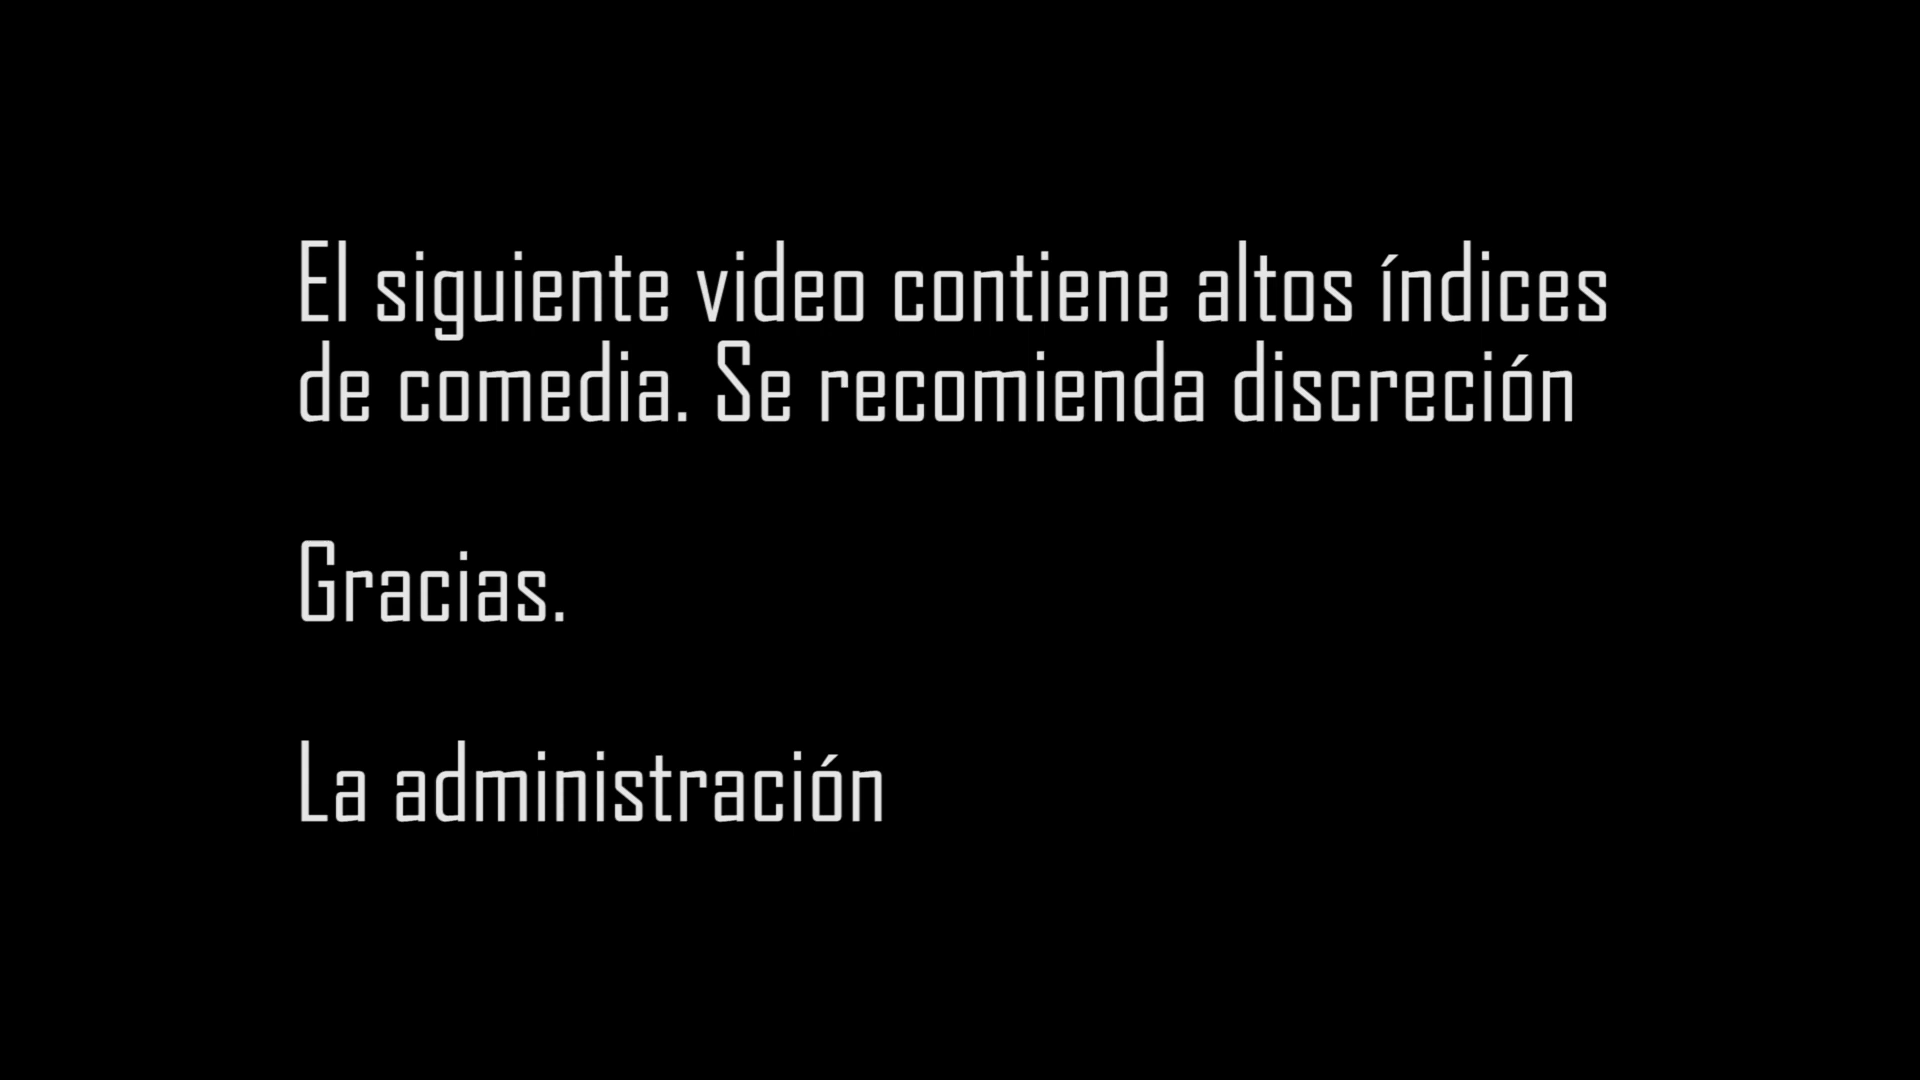 El siguiente video contiene altos índices
de comedia. Se recomienda discreción
Gracias.
La administración